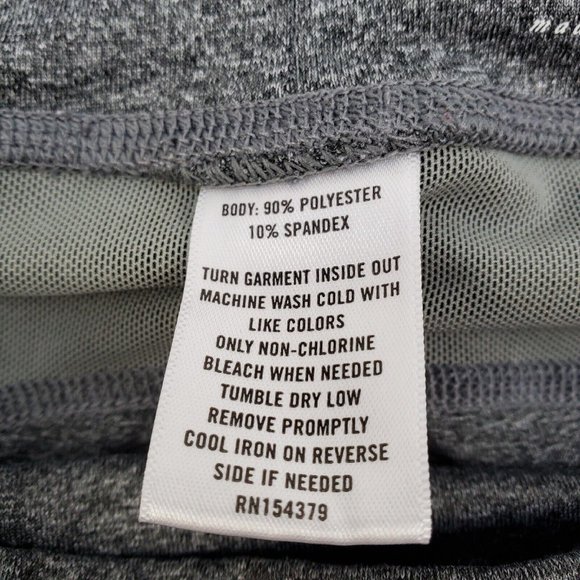 BODY: 90% POLYESTER
10% SPANDEX
TURN GARMENT INSIDE OUT
MACHINE WASH COLD WITH
LIKE COLORS
ONLY NON-CHLORINE
BLEACH WHEN NEEDED
TUMBLE DRY LOW
REMOVE PROMPTLY
COOL IRON ON REVERSE
SIDE IF NEEDED
RN154379